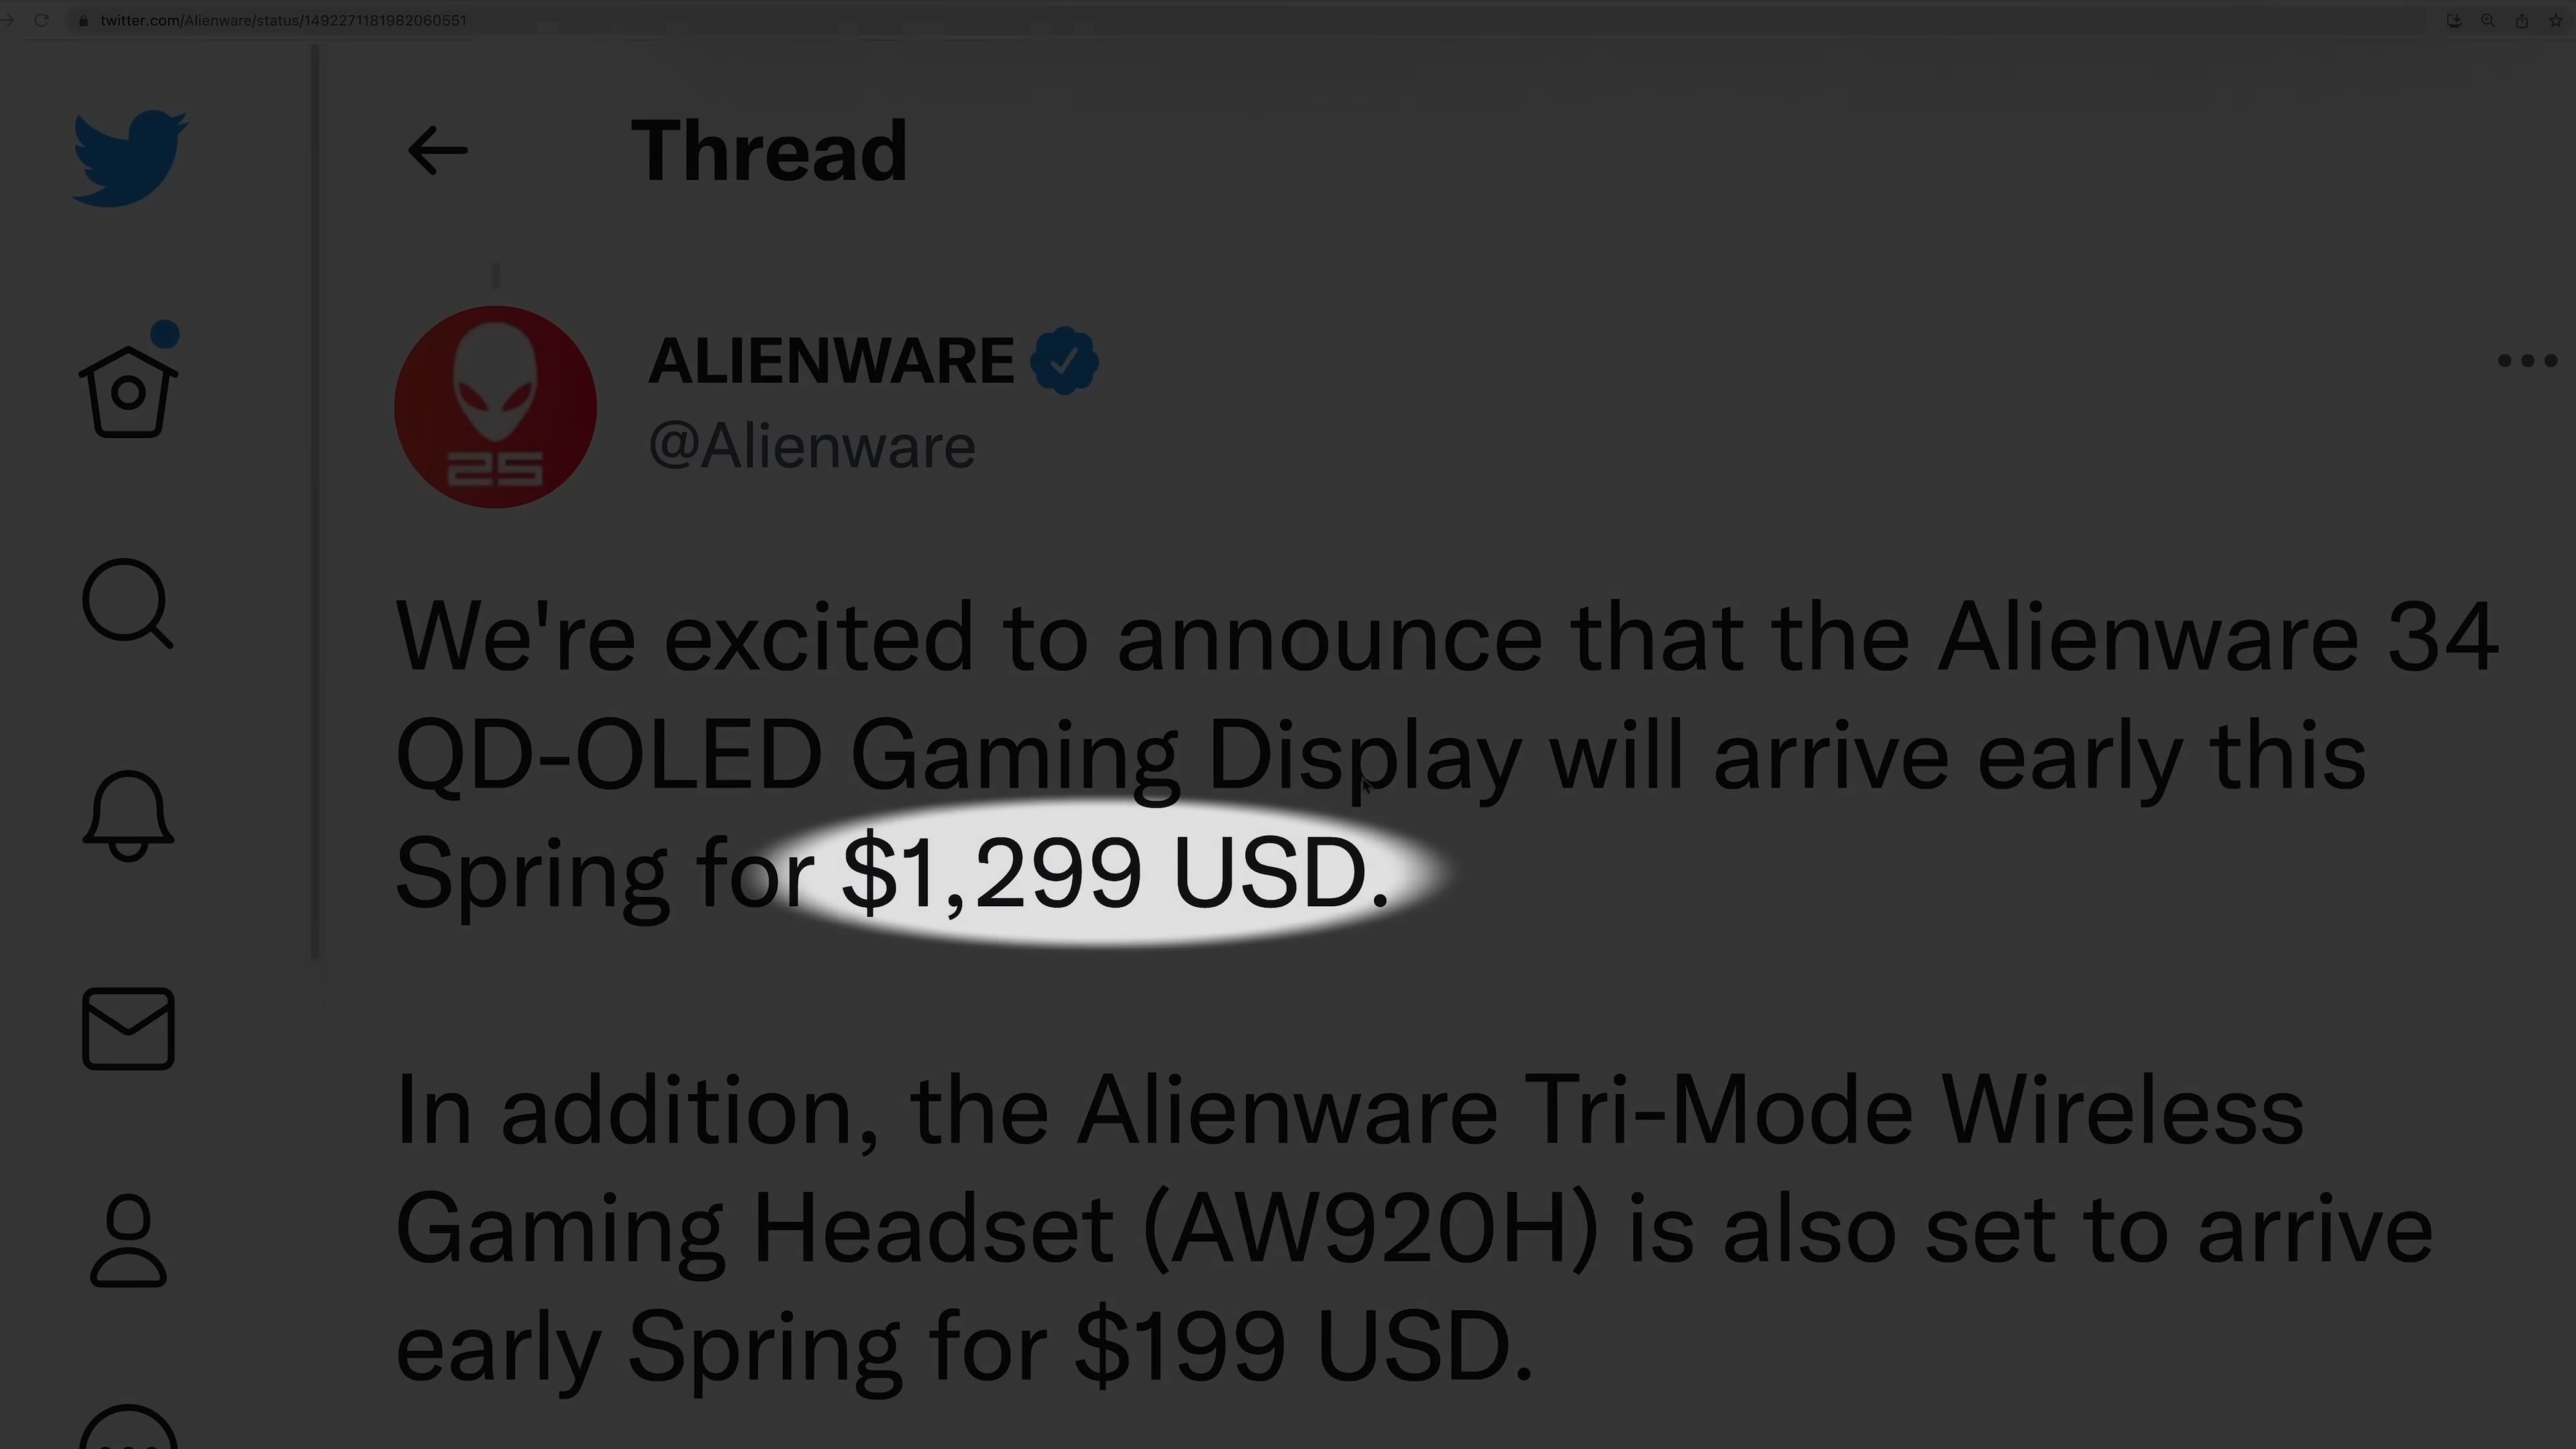 twitter.com/Alienware/status/1492271181982060551
Thread
25
ALIENWARE
@Alienware
We're excited to announce that the Alienware 34
QD-OLED Gaming Display will arrive early this
Spring for $1,299 USD.
In addition, the Alienware Tri-Mode Wireless
Gaming Headset (AW920H) is also set to arrive
early Spring for $199 USD.